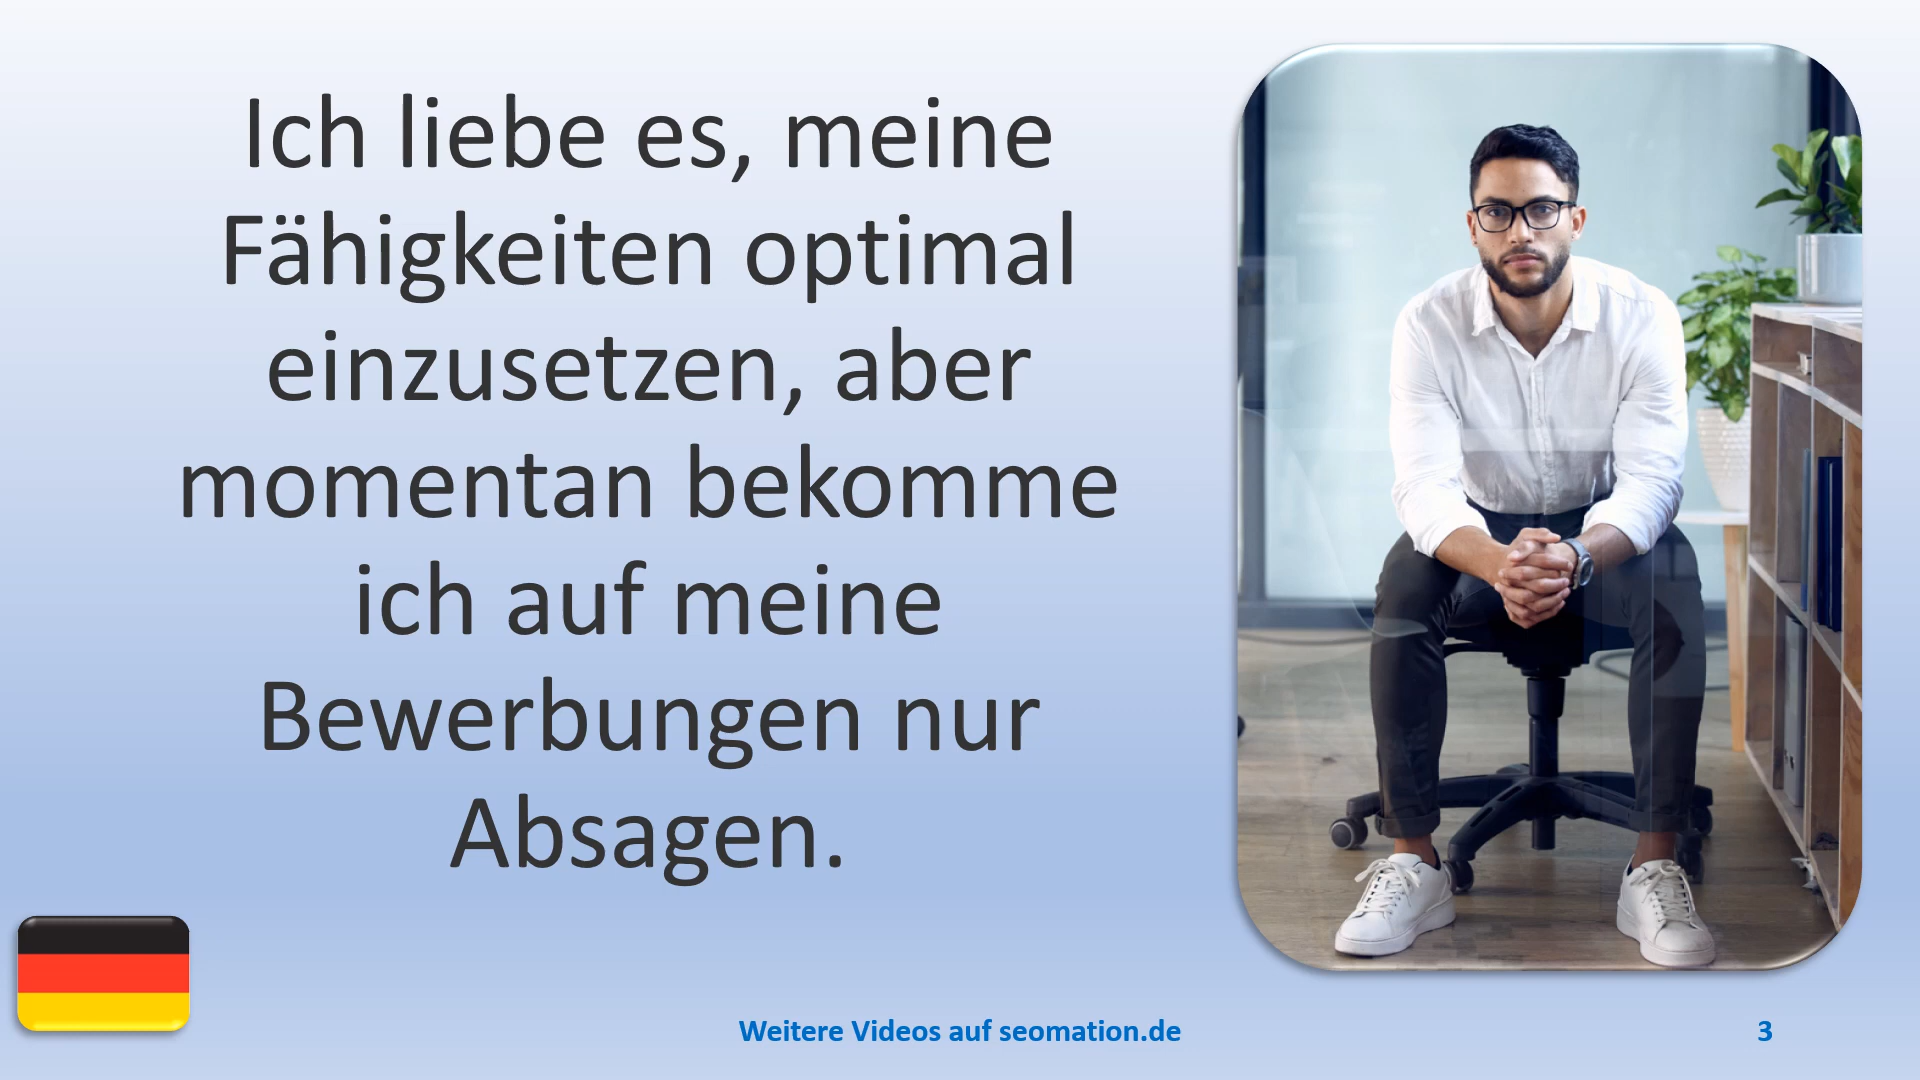 Ich liebe es, meine
Fähigkeiten optimal
einzusetzen, aber
momentan bekomme
ich auf meine
Bewerbungen nur
Absagen.
Weitere Videos auf seomation.de
3